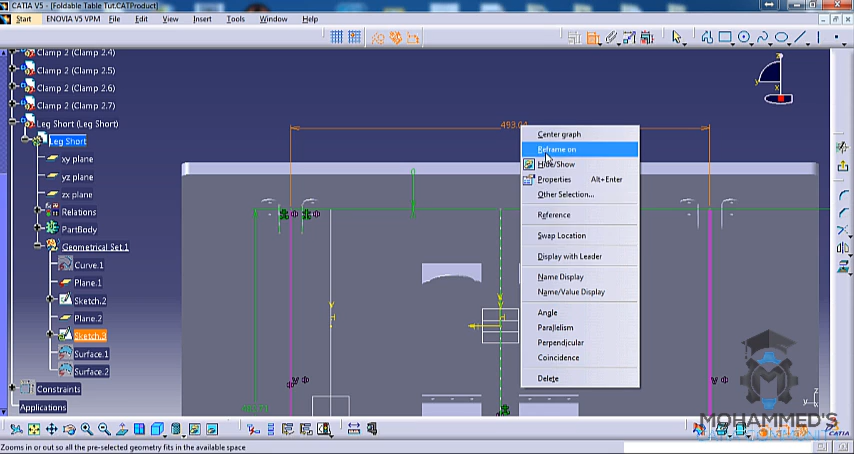 CATIA V5 - [Foldable Table Tut.CATProduct]
Start ENOVIA V5 VPM File Edit View Insert Tools Window Help
Clamp 2 (Clamp 2.4)
Clamp 2 (Clamp 2.5)
Clamp 2 (Clamp 2.6)
Clamp 2 (Clamp 2.7)
Leg Short (Leg Short)
Leg Short
xy plane
yz plane
zx plane
Relations
PartBody
Geometrical Set.1
Curve.1
Plane.1
Sketch.2
Plane.2
Sketch.3
Surface.1
Surface.2
Constraints
Applications
Center graph
Reframe on
Hide/Show
Properties Alt+Enter
Other Selection...
Reference
Swap Location
Display with Leader
Name Display
Name/Value Display
Angle
Parallelism
Perpendicular
Coincidence
Delete
MOHAMMED'S
CATIA
Zooms in or out so all the pre-selected geometry fits in the available space